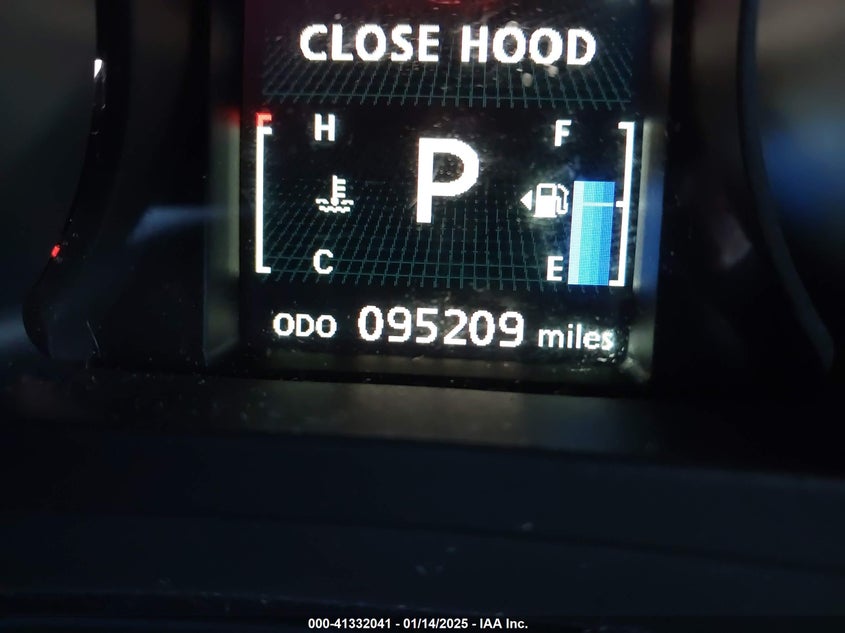 CLOSE HOOD
H F
P
C E
ODO 095209 miles
000-41332041 - 01/14/2025 - IAA Inc.